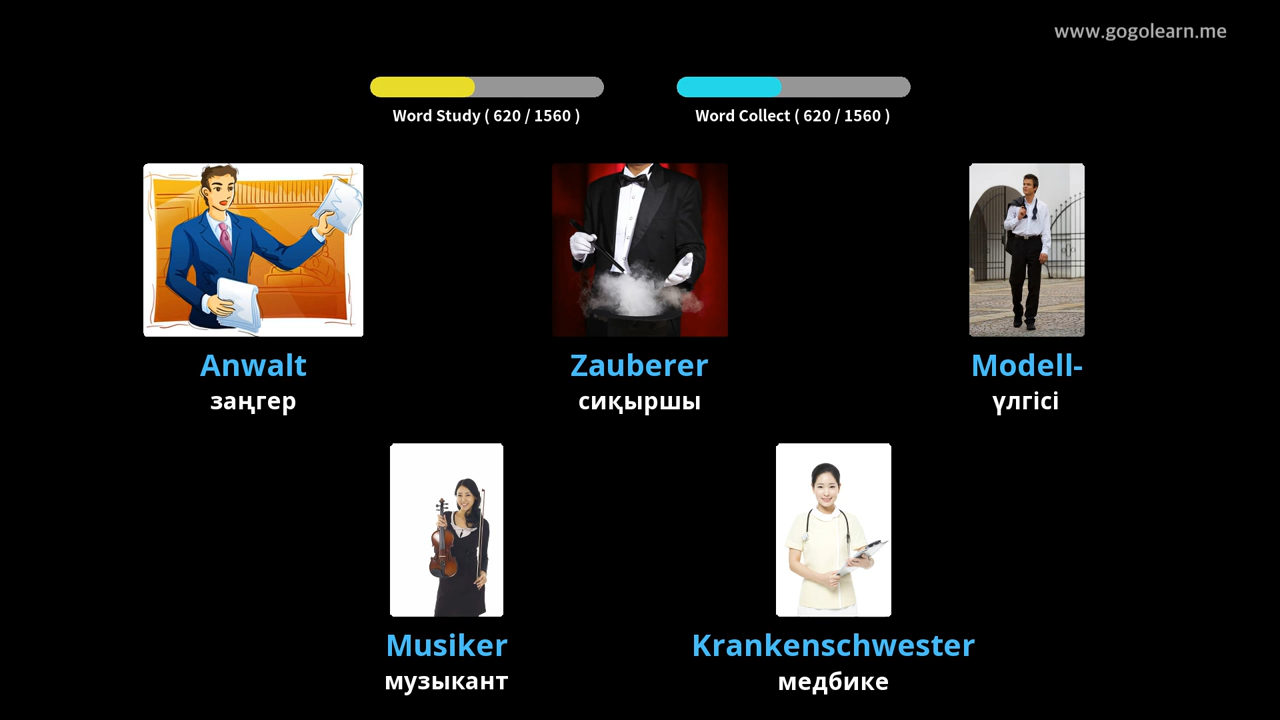 www.gogolearn.me
Word Study ( 620 / 1560 )
Word Collect ( 620 / 1560 )
Anwalt
заңгер
Zauberer
сиқыршы
Modell-
үлгісі
Musiker
музыкант
Krankenschwester
медбике